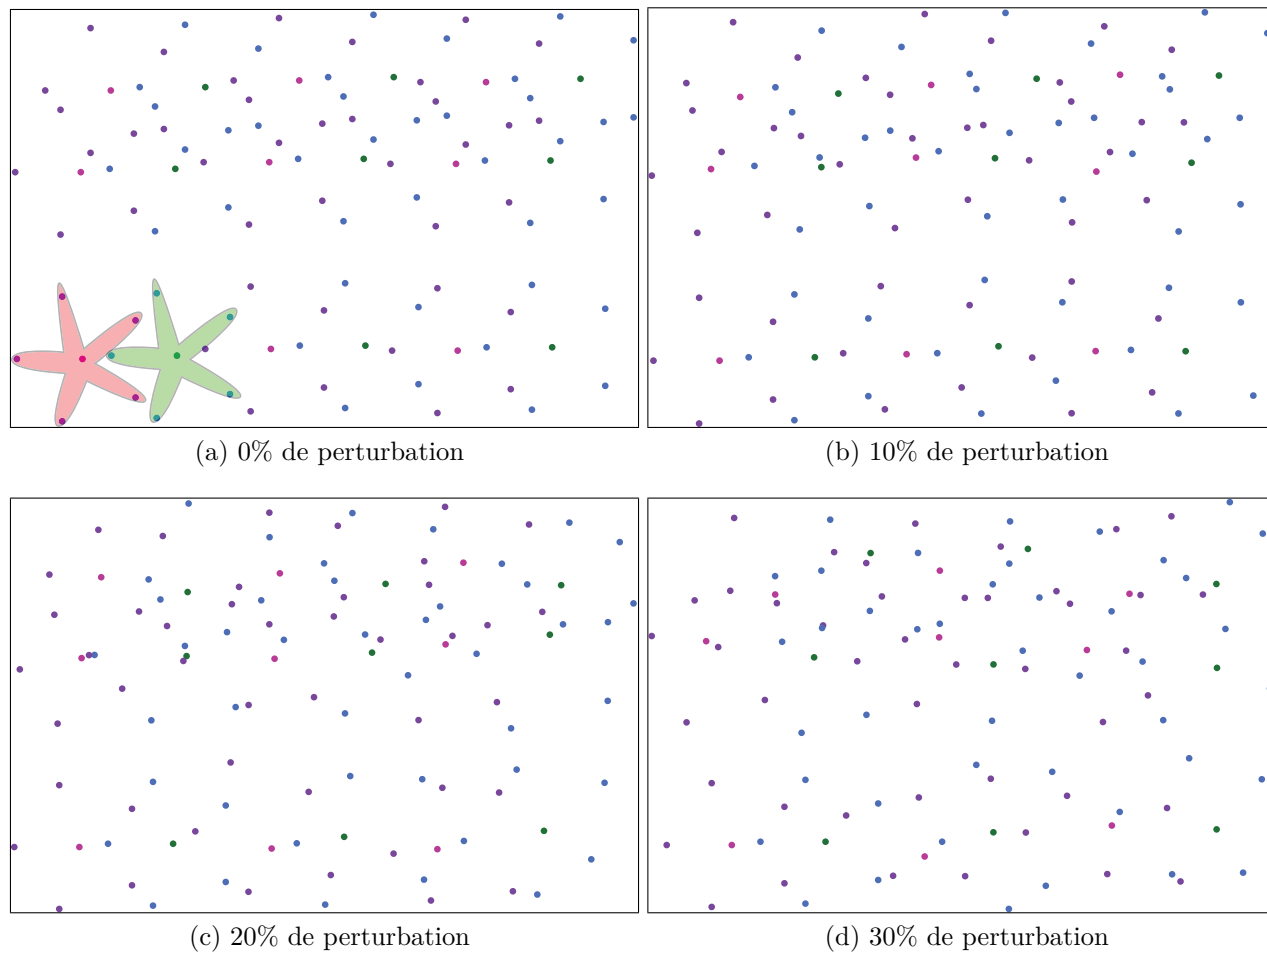 (a) 0% de perturbation
(b) 10% de perturbation
(c) 20% de perturbation
(d) 30% de perturbation